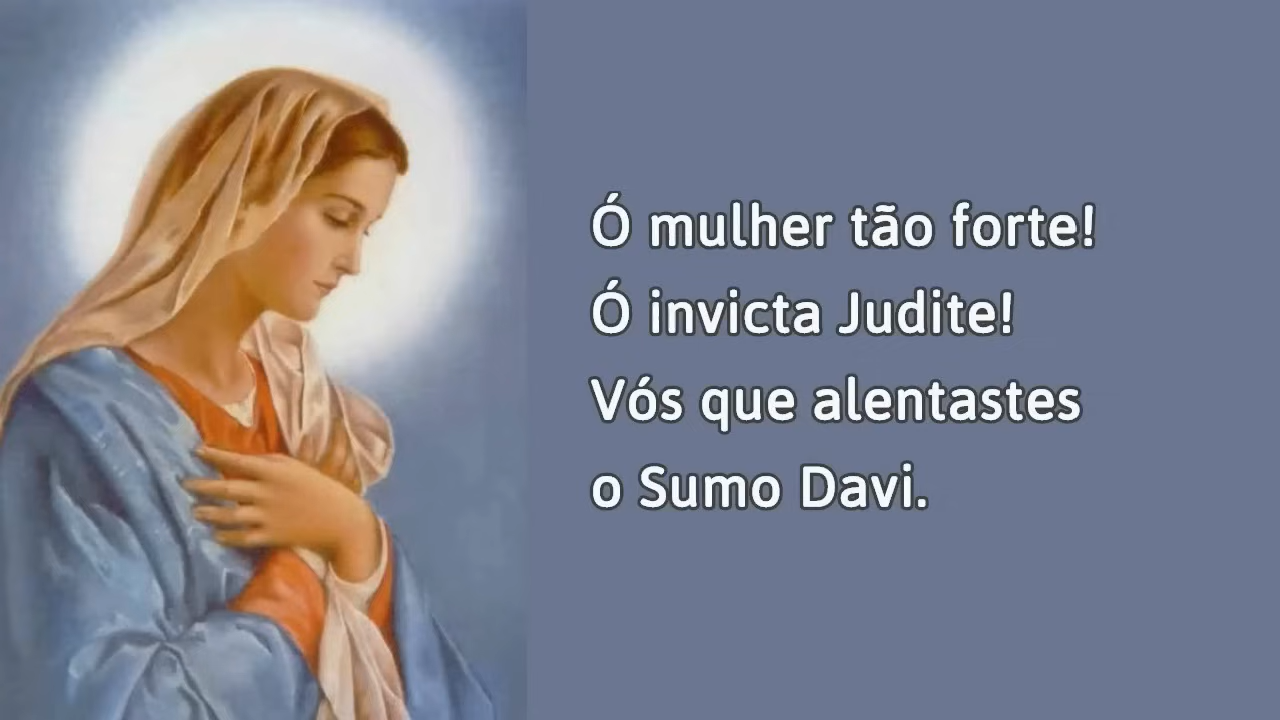 Ó mulher tão forte!
Ó invicta Judite!
Vós que alentastes
o Sumo Davi.